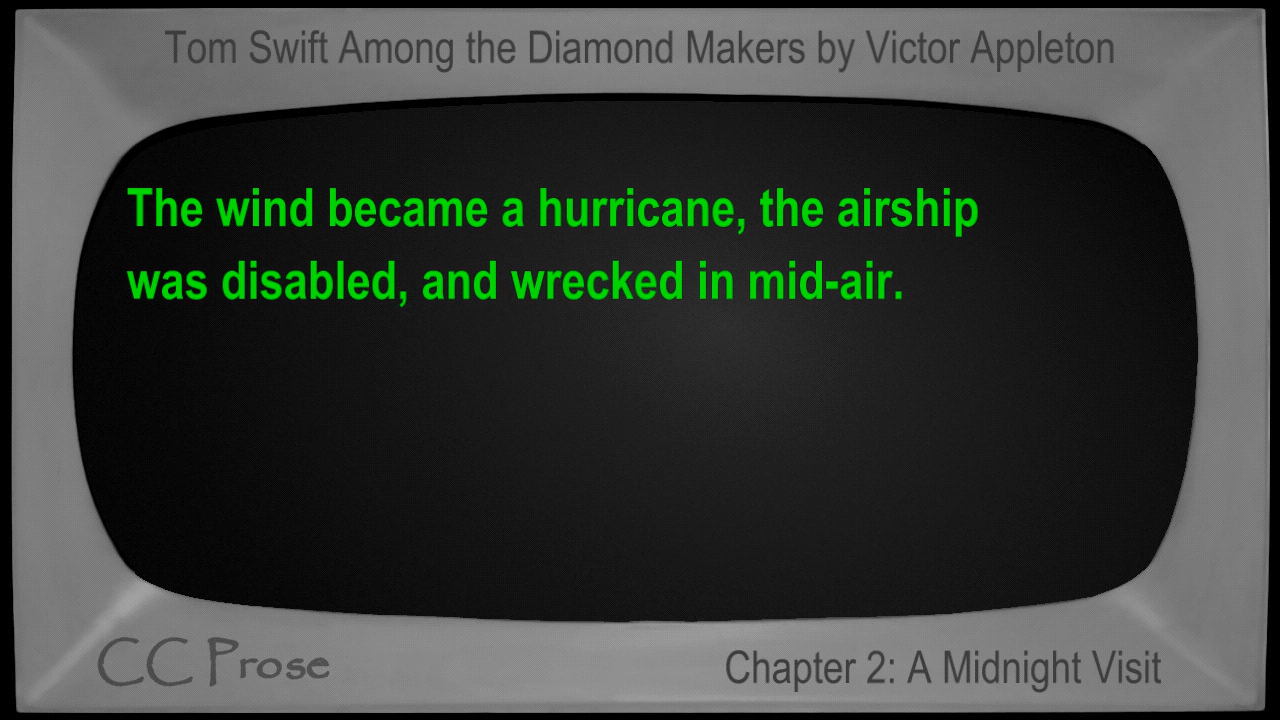 Tom Swift Among the Diamond Makers by Victor Appleton
The wind became a hurricane, the airship
was disabled, and wrecked in mid-air.
CC Prose
Chapter 2: A Midnight Visit